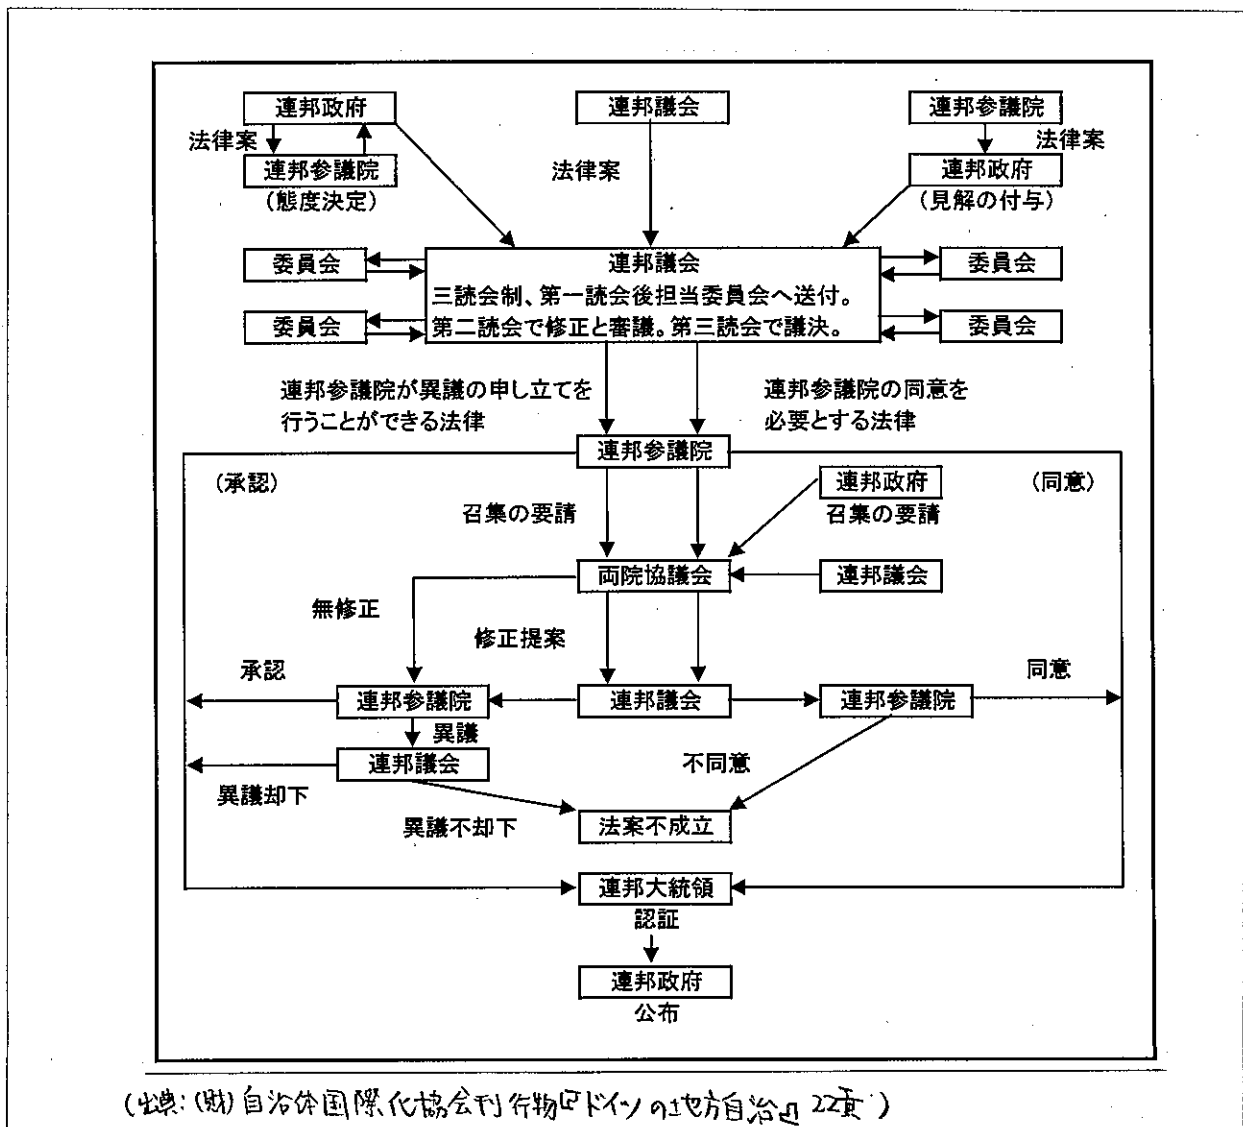 連邦政府
連邦議会
連邦参議院
法律案
連邦参議院
(態度決定)
法律案
法律案
連邦政府
(見解の付与)
委員会
委員会
連邦議会
三読会制、第一読会後担当委員会へ送付。
第二読会で修正と審議。第三読会で議決。
委員会
委員会
連邦参議院が異議の申し立てを
行うことができる法律
連邦参議院の同意を
必要とする法律
連邦参議院
(承認)
(同意)
連邦政府
召集の要請
召集の要請
両院協議会
連邦議会
無修正
修正提案
承認
連邦参議院
連邦議会
連邦参議院
同意
異議
連邦議会
不同意
異議却下
異議不却下
法案不成立
連邦大統領
認証
連邦政府
公布
(出典:(財)自治体国際化協会刊行物『ドイツの地方自治』22頁)